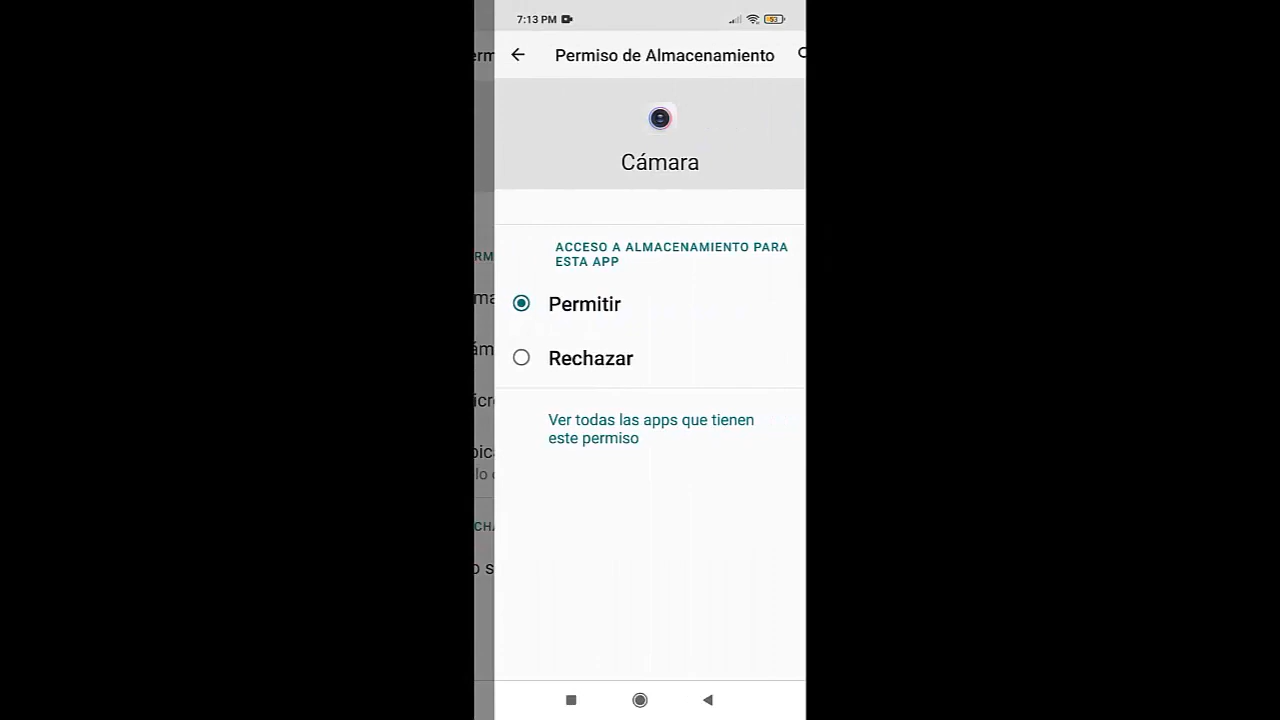 7:13 PM
53
Permiso de Almacenamiento
Cámara
ACCESO A ALMACENAMIENTO PARA
ESTA APP
Permitir
Rechazar
Ver todas las apps que tienen
este permiso